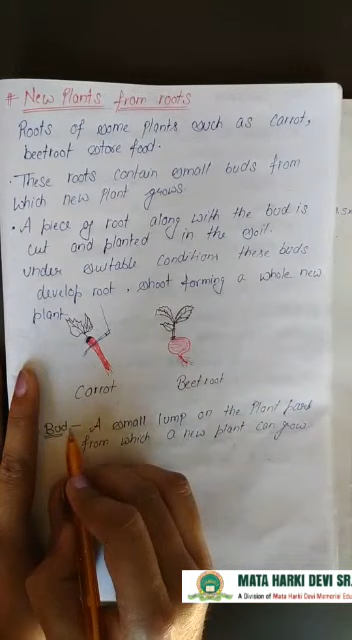 # New Plants from roots
Roots of some plants such as carrot,
beetroot store food.
• These roots contain small buds from
which new plant grows.
• A piece of root along with the bud is
cut and planted in the soil.
under suitable conditions these buds
develop root, shoot forming a whole new
plant.
Carrot
Beetroot
Bud - A small lump on the plant part
from which a new plant can grow
MATA HARKI DEVI SR.
A Division of Mata Harki Devi Memorial Edu